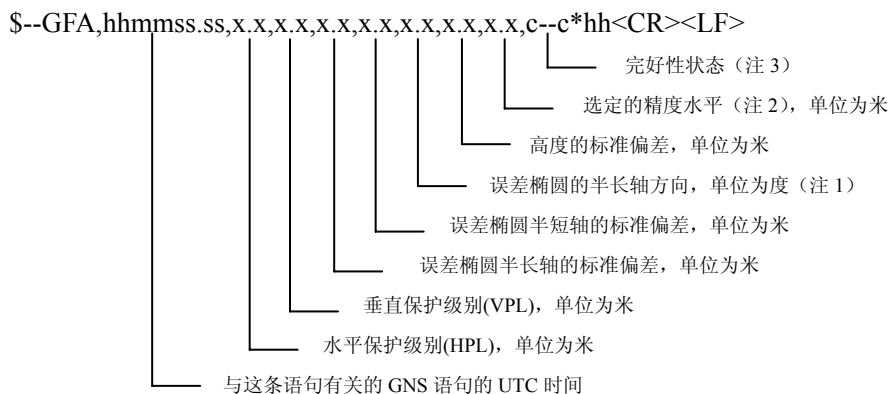 $--GFA,hhmmss.ss,x.x,x.x,x.x,x.x,x.x,x.x,x.x,c--c*hh<CR><LF>
完好性状态（注 3）
选定的精度水平（注 2），单位为米
高度的标准偏差，单位为米
误差椭圆的半长轴方向，单位为度（注 1）
误差椭圆半短轴的标准偏差，单位为米
误差椭圆半长轴的标准偏差，单位为米
垂直保护级别(VPL)，单位为米
水平保护级别(HPL)，单位为米
与这条语句有关的 GNS 语句的 UTC 时间